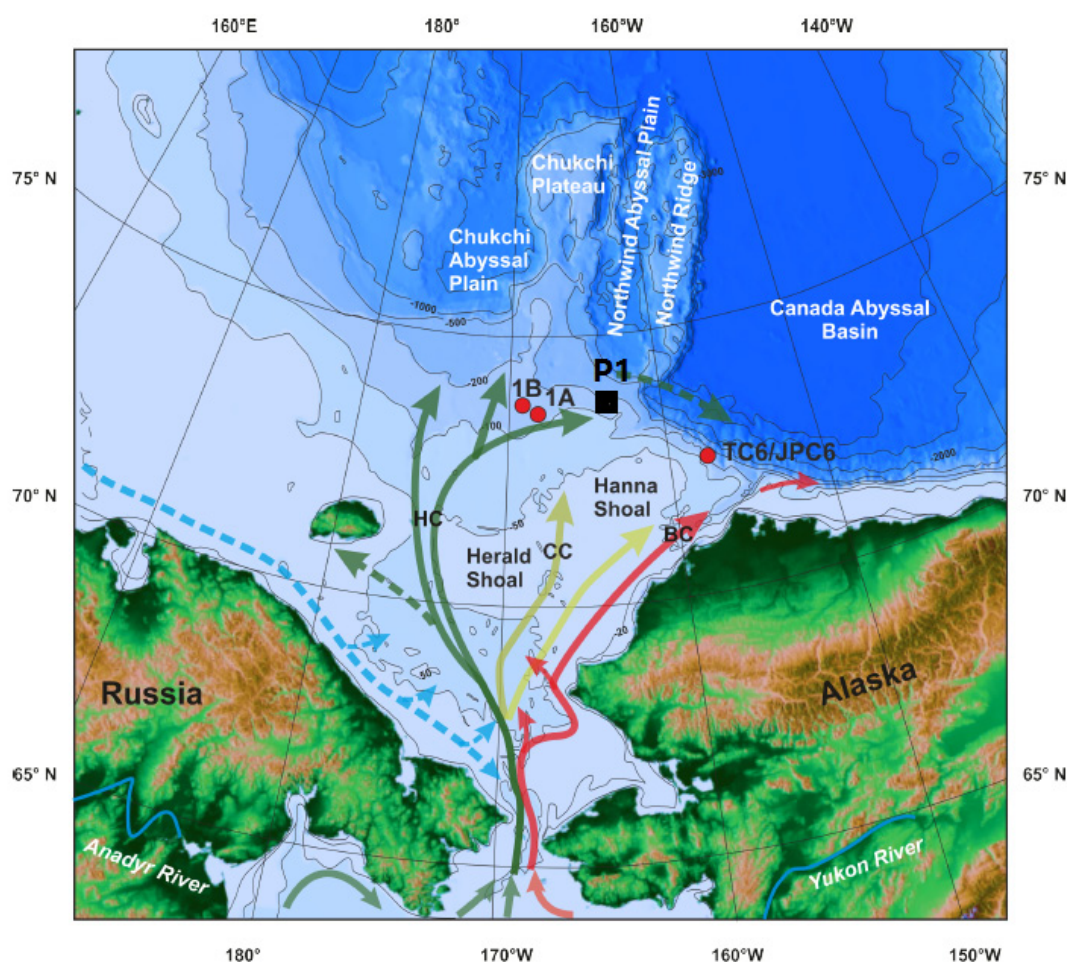 160°E 180° 160°W 140°W
75° N
75° N
Chukchi
Plateau
Northwind Abyssal Plain
Northwind Ridge
-3000
Chukchi
Abyssal
Plain
-1000
-500
Canada Abyssal
Basin
P1
-200
1B
1A
-100
TC6/JPC6
-2000
70° N
70° N
Hanna
Shoal
HC
-50
BC
Herald
Shoal
CC
-20
50
Russia
Alaska
65° N
65° N
Anadyr River
Yukon River
180° 170°W 160°W 150°W